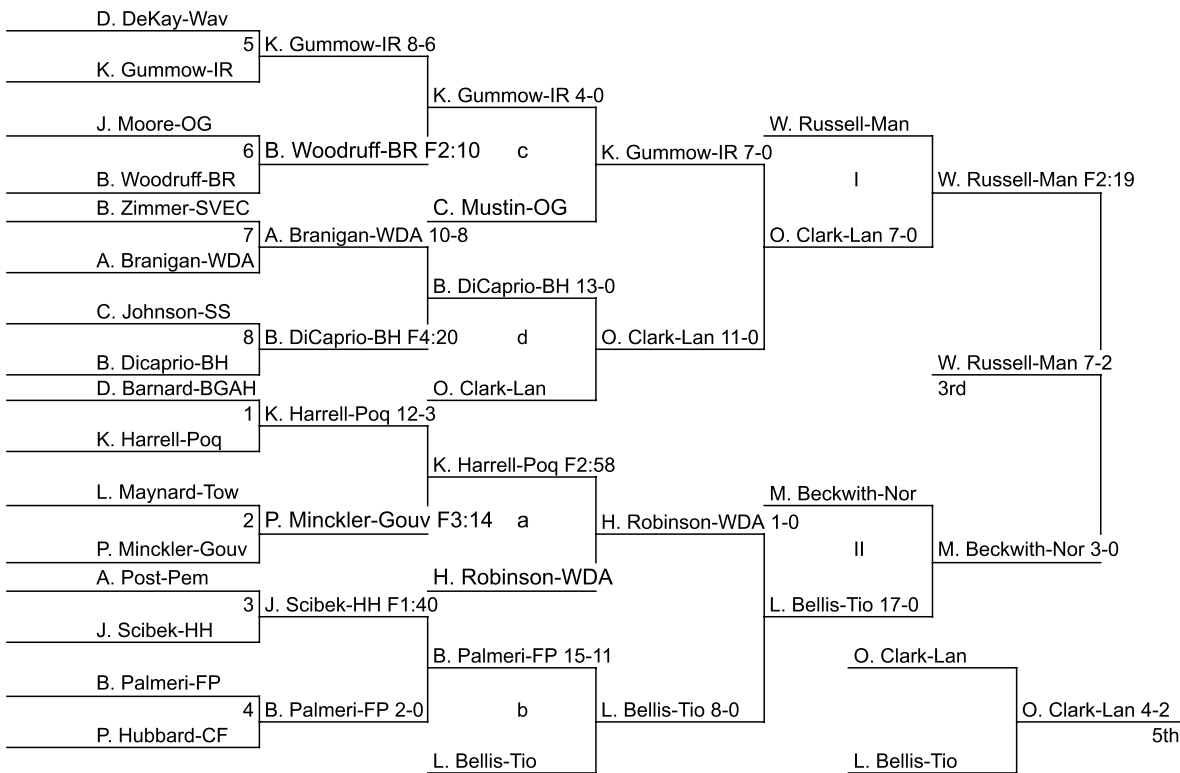 D. DeKay-Wav
5 K. Gummow-IR 8-6
K. Gummow-IR
K. Gummow-IR 4-0
J. Moore-OG
W. Russell-Man
6 B. Woodruff-BR F2:10 c K. Gummow-IR 7-0
B. Woodruff-BR
I W. Russell-Man F2:19
B. Zimmer-SVEC
C. Mustin-OG
7 A. Branigan-WDA 10-8
O. Clark-Lan 7-0
A. Branigan-WDA
B. DiCaprio-BH 13-0
C. Johnson-SS
8 B. DiCaprio-BH F4:20 d O. Clark-Lan 11-0
B. Dicaprio-BH
W. Russell-Man 7-2
D. Barnard-BGAH
O. Clark-Lan
3rd
1 K. Harrell-Poq 12-3
K. Harrell-Poq
K. Harrell-Poq F2:58
L. Maynard-Tow
M. Beckwith-Nor
2 P. Minckler-Gouv F3:14 a H. Robinson-WDA 1-0
P. Minckler-Gouv
II M. Beckwith-Nor 3-0
A. Post-Pem
H. Robinson-WDA
3 J. Scibek-HH F1:40
L. Bellis-Tio 17-0
J. Scibek-HH
B. Palmeri-FP 15-11
O. Clark-Lan
B. Palmeri-FP
4 B. Palmeri-FP 2-0 b L. Bellis-Tio 8-0
O. Clark-Lan 4-2
P. Hubbard-CF
5th
L. Bellis-Tio
L. Bellis-Tio